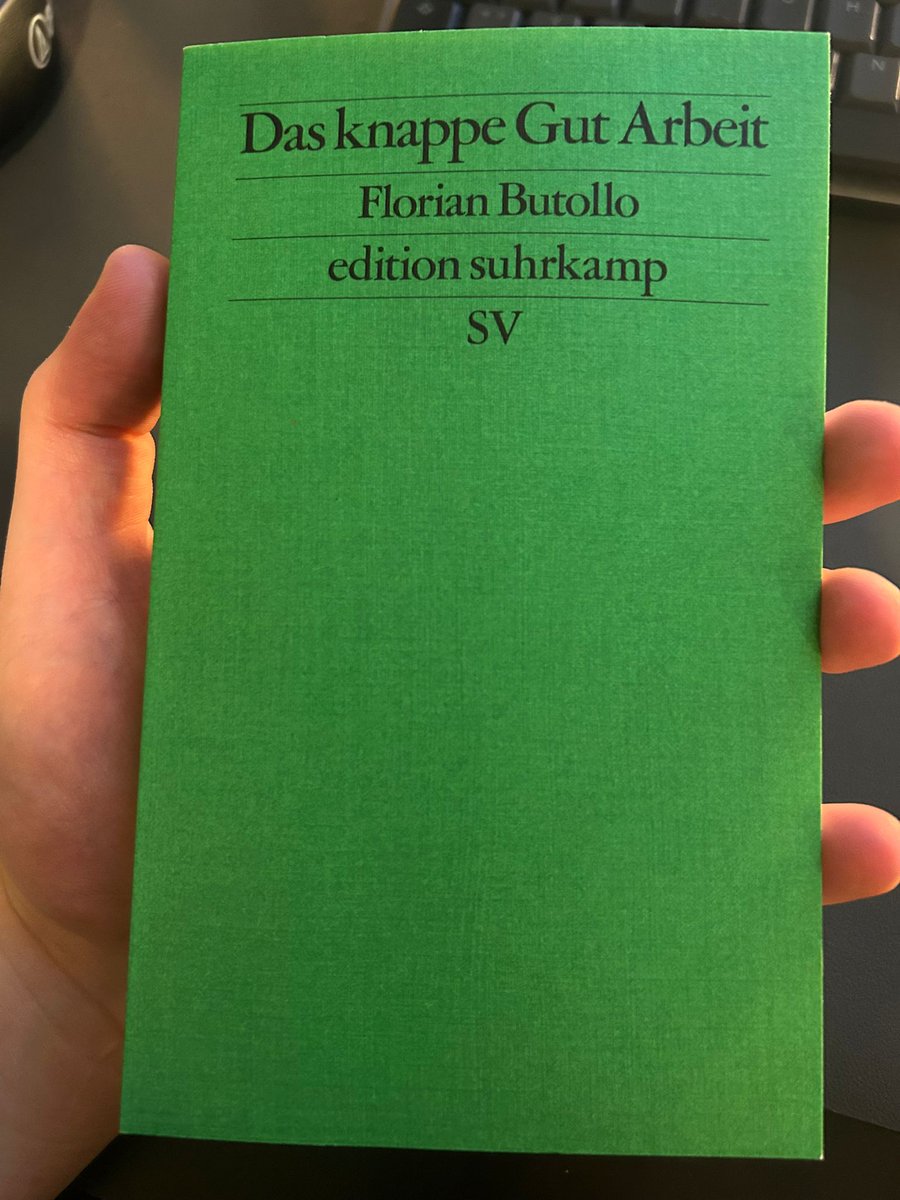 Das knappe Gut Arbeit
Florian Butollo
edition suhrkamp
SV
H
N